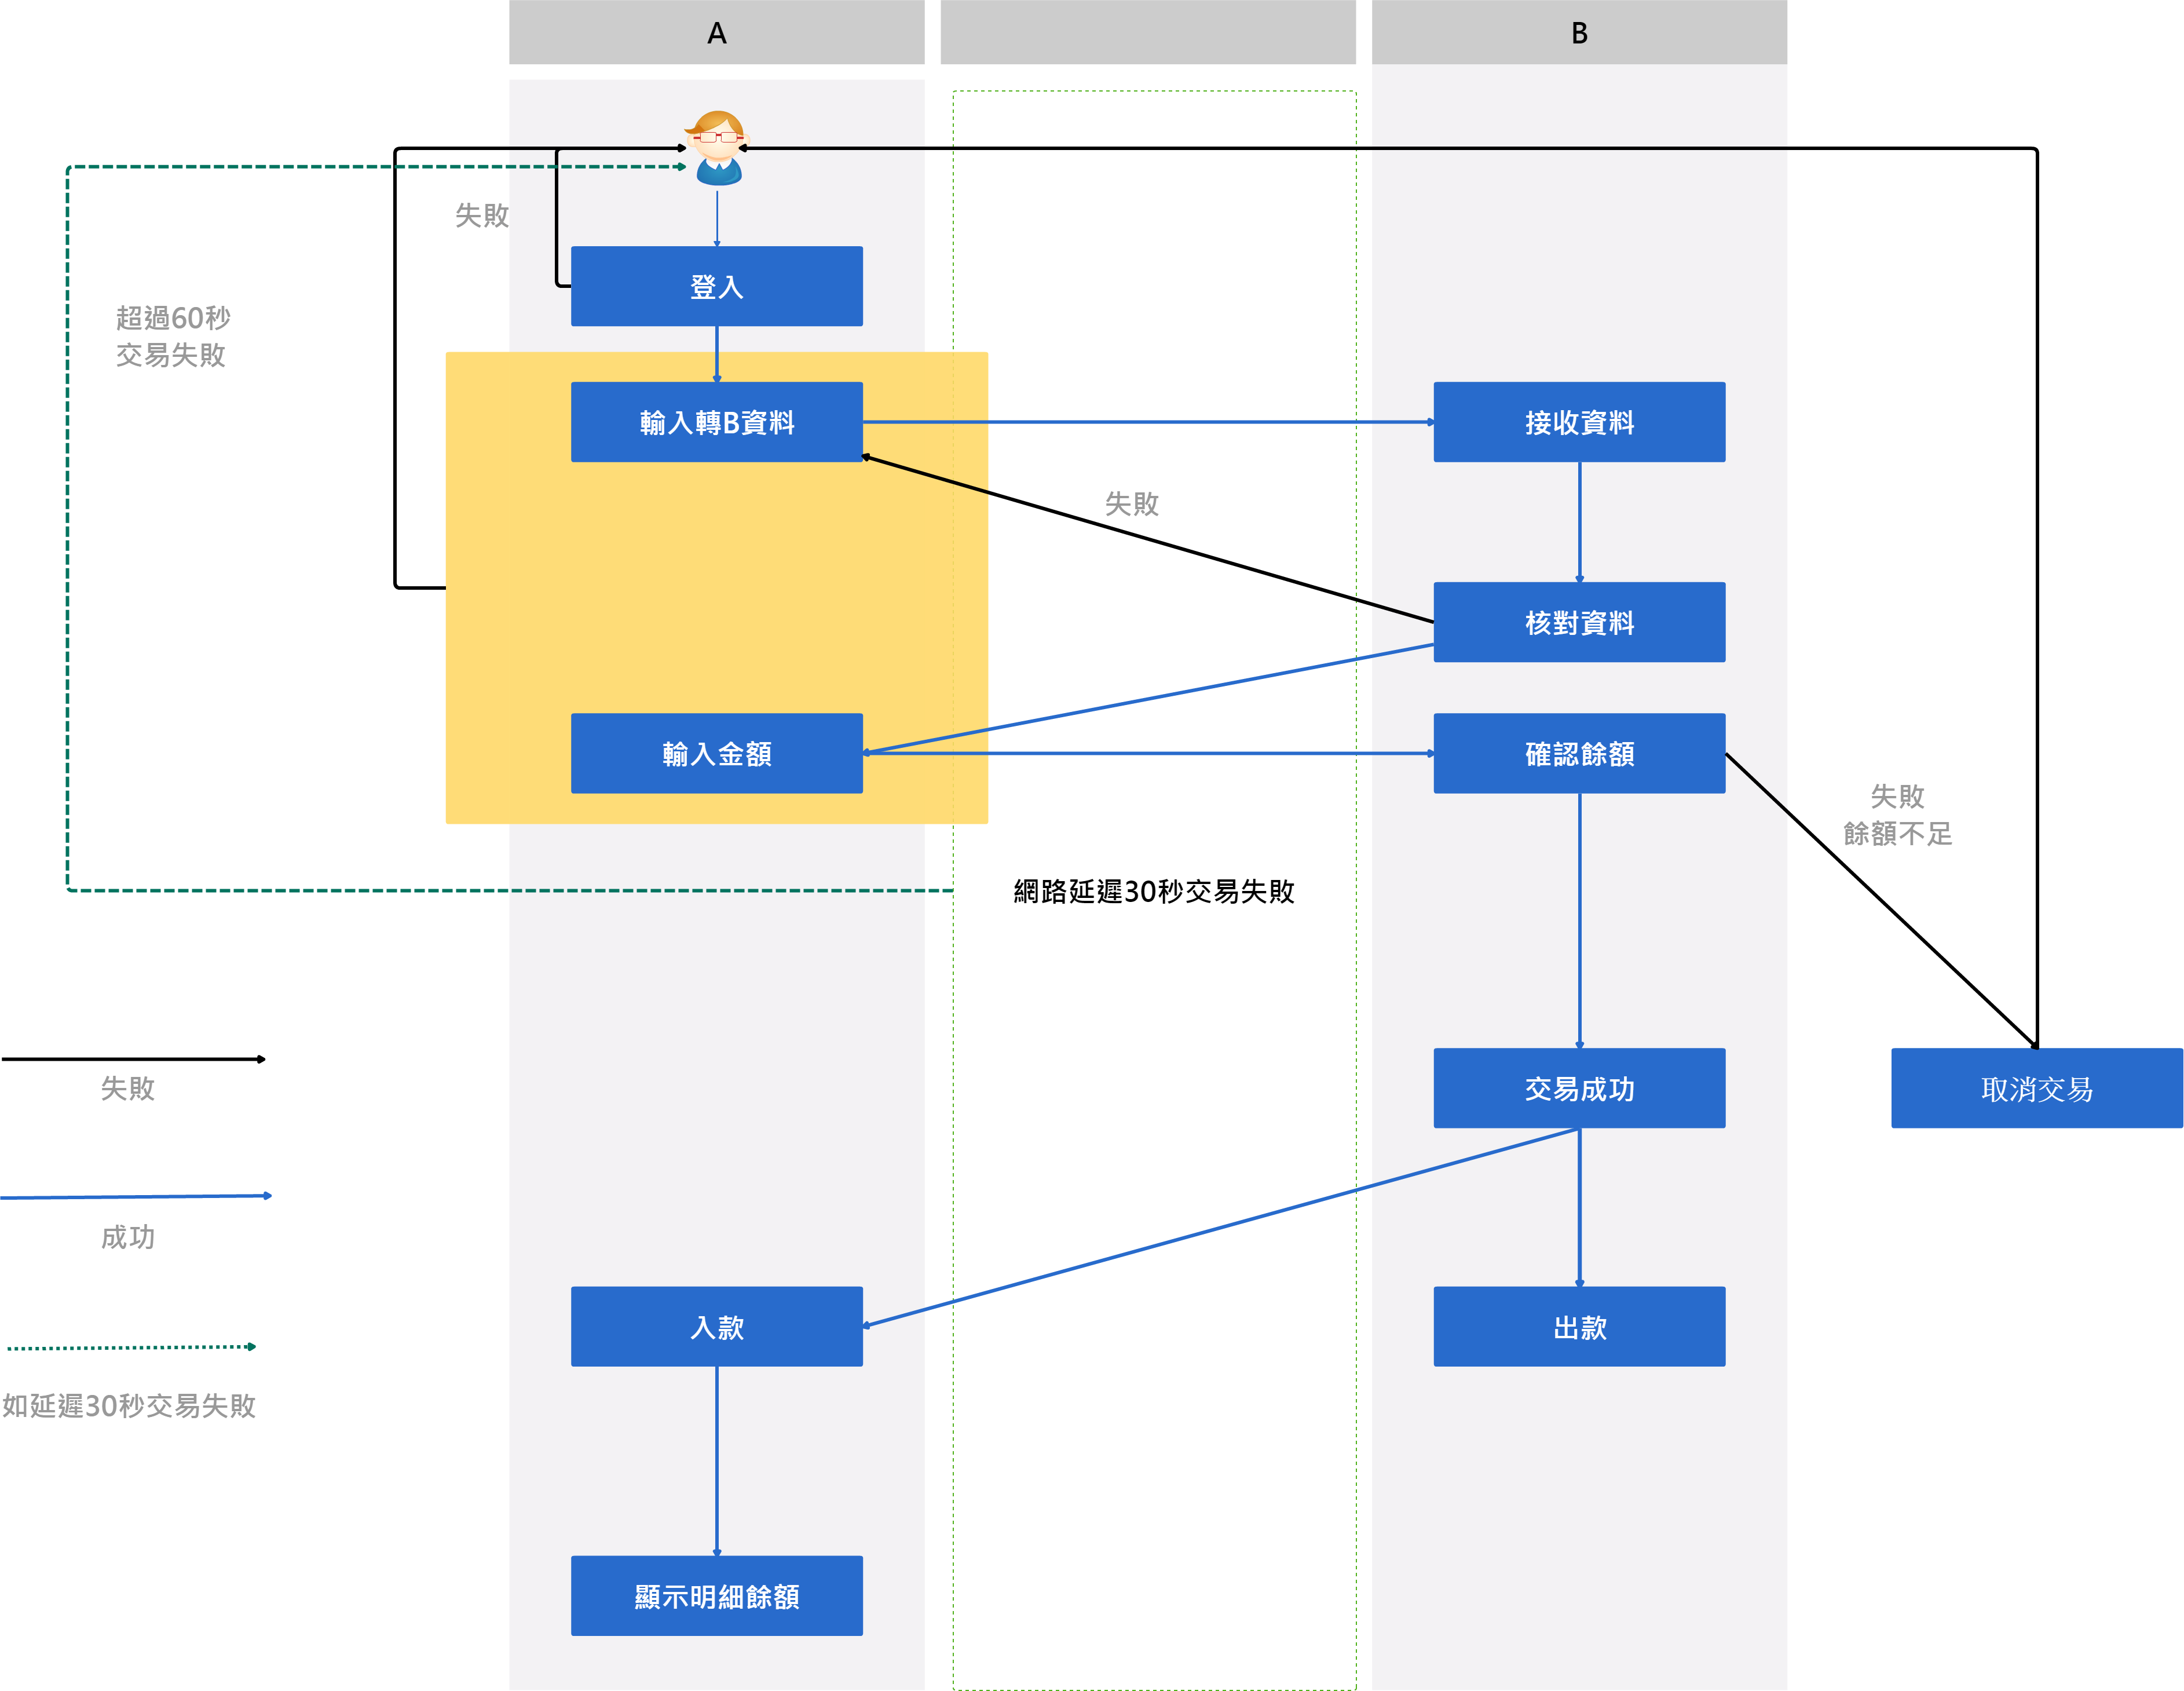 A
B
失敗
登入
超過60秒
交易失敗
輸入轉B資料
接收資料
失敗
核對資料
輸入金額
確認餘額
失敗
餘額不足
網路延遲30秒交易失敗
失敗
交易成功
取消交易
成功
入款
出款
如延遲30秒交易失敗
顯示明細餘額